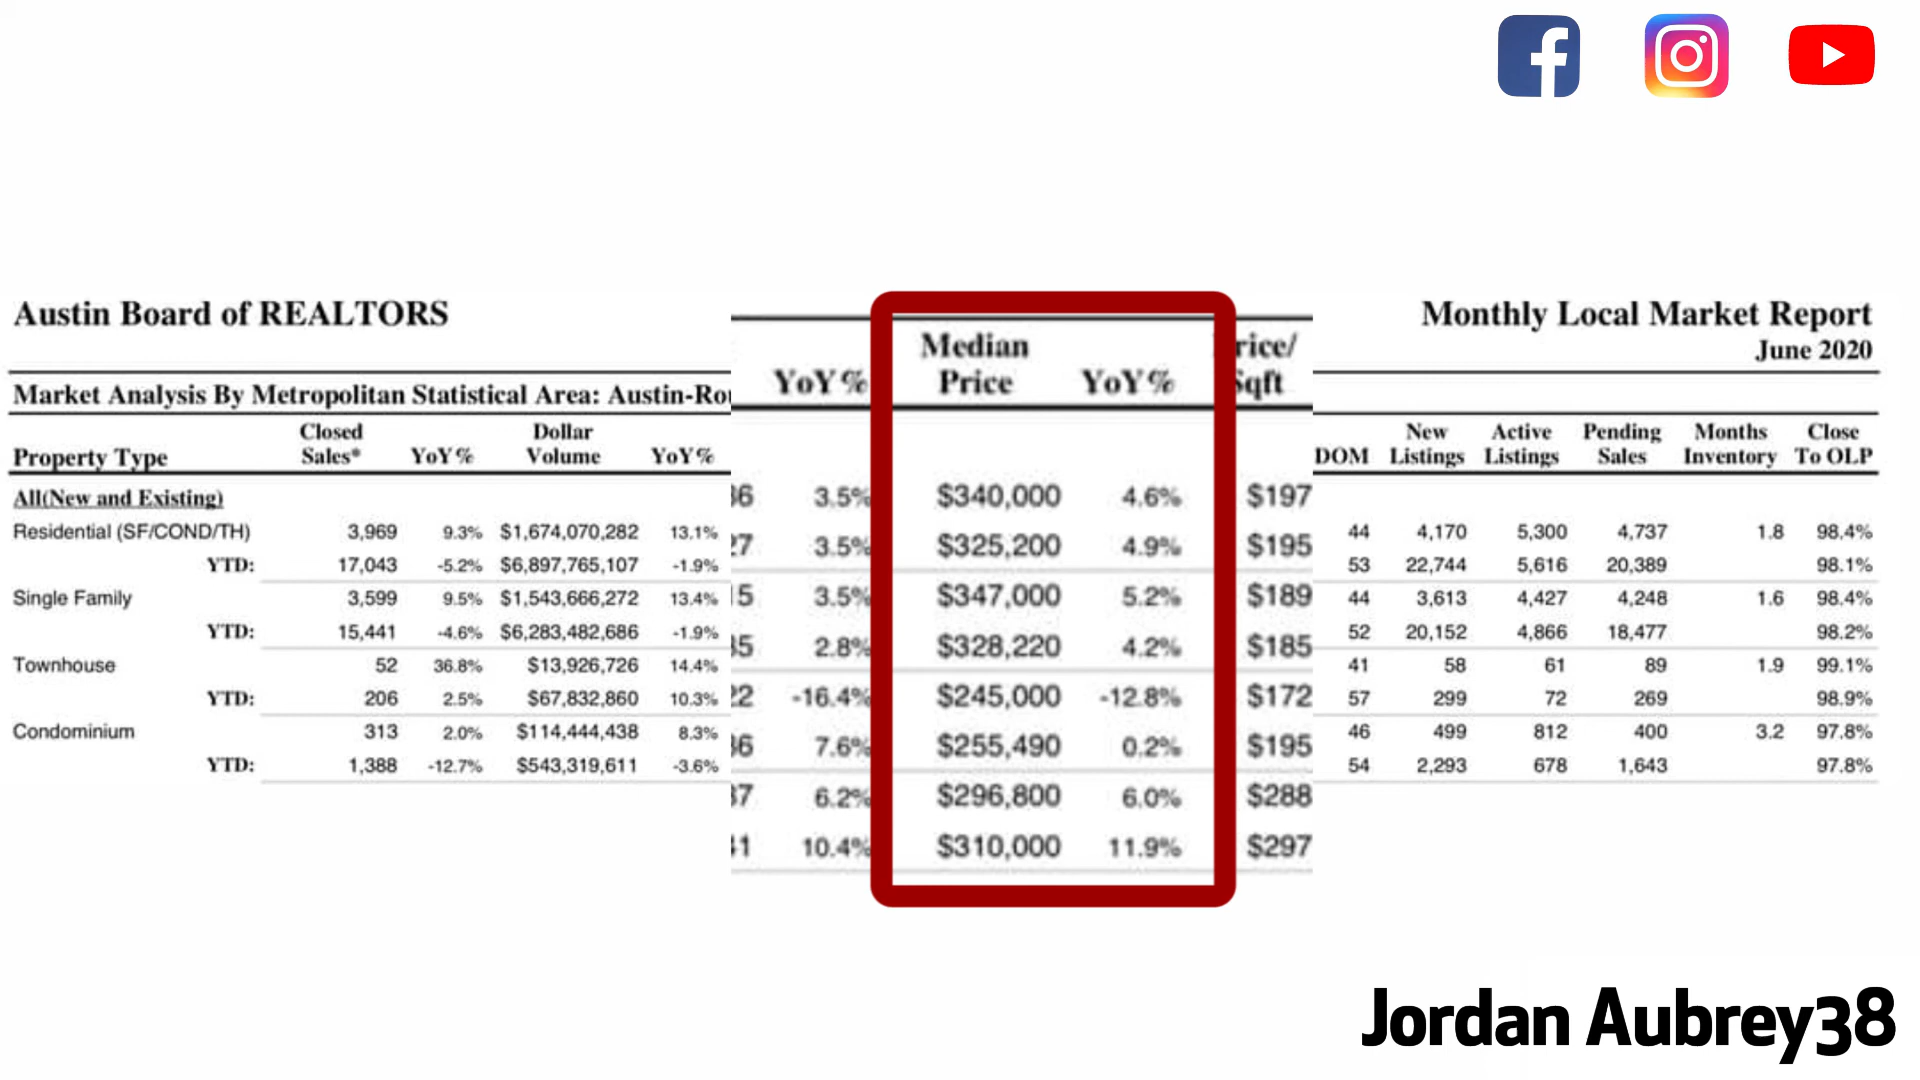 Austin Board of REALTORS
Monthly Local Market Report
June 2020
Market Analysis By Metropolitan Statistical Area:
Property Type Closed Sales* YoY% Dollar Volume YoY% YoY% Median Price YoY% DOM New Listings Active Listings Pending Sales Months Inventory Close To OLP
All(New and Existing)
Residential (SF/COND/TH) 3,969 9.3% $1,674,070,282 13.1% 3.5% $340,000 4.6% $197 44 4,170 5,300 4,737 1.8 98.4%
YTD: 17,043 -5.2% $6,897,765,107 -1.9% 3.5% $325,200 4.9% $195 53 22,744 5,616 20,389 98.1%
Single Family 3,599 9.5% $1,543,666,272 13.4% 3.5% $347,000 5.2% $189 44 3,613 4,427 4,248 1.6 98.4%
YTD: 15,441 -4.6% $6,283,482,686 -1.9% 2.8% $328,220 4.2% $185 52 20,152 4,866 18,477 98.2%
Townhouse 52 36.8% $13,926,726 14.4% -16.4% $245,000 -12.8% $172 41 58 61 89 1.9 99.1%
YTD: 206 2.5% $67,832,860 10.3% 7.6% $255,490 0.2% $195 57 299 72 269 98.9%
Condominium 313 2.0% $114,444,438 8.3% 6.2% $296,800 6.0% $288 46 499 812 400 3.2 97.8%
YTD: 1,388 -12.7% $543,319,611 -3.6% 10.4% $310,000 11.9% $297 54 2,293 678 1,643 97.8%
Jordan Aubrey38